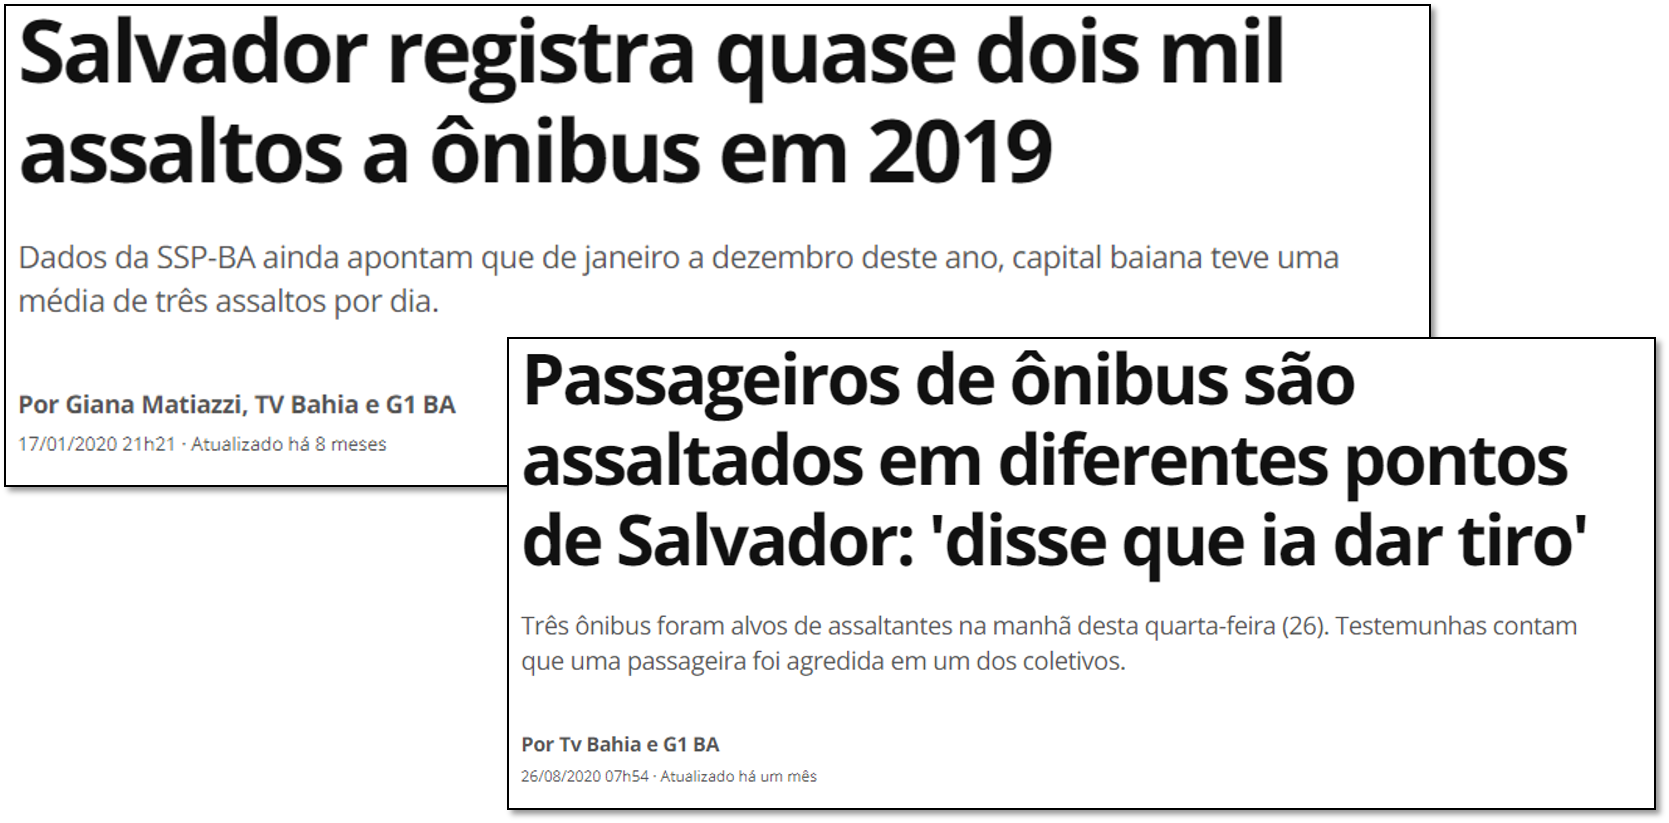 Salvador registra quase dois mil
assaltos a ônibus em 2019
Dados da SSP-BA ainda apontam que de janeiro a dezembro deste ano, capital baiana teve uma
média de três assaltos por dia.
Por Giana Matiazzi, TV Bahia e G1 BA
17/01/2020 21h21 · Atualizado há 8 meses
Passageiros de ônibus são
assaltados em diferentes pontos
de Salvador: 'disse que ia dar tiro'
Três ônibus foram alvos de assaltantes na manhã desta quarta-feira (26). Testemunhas contam
que uma passageira foi agredida em um dos coletivos.
Por Tv Bahia e G1 BA
26/08/2020 07h54 · Atualizado há um mês